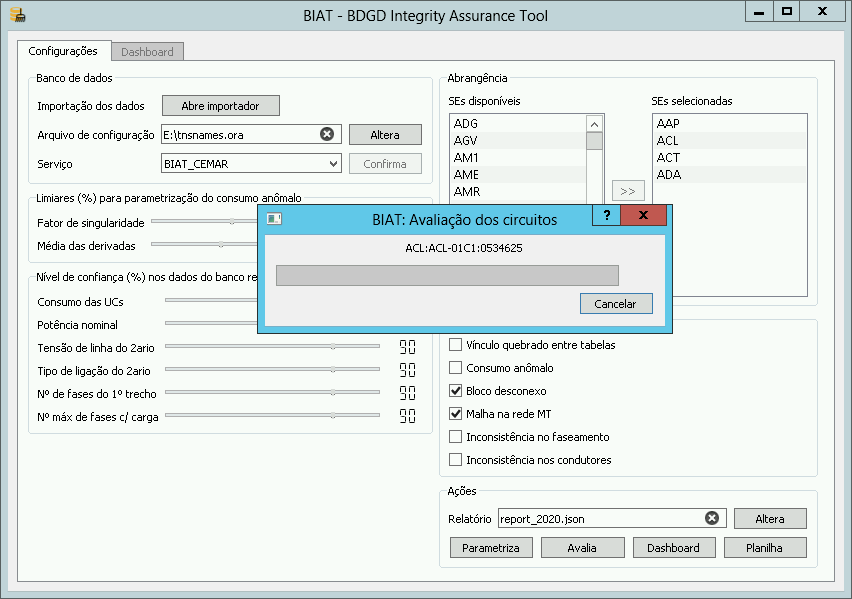 BIAT - BDGD Integrity Assurance Tool
Configurações
Dashboard
Banco de dados
Importação dos dados
Abre importador
Arquivo de configuração
E:\tnsnames.ora
Altera
Serviço
BIAT_CEMAR
Confirma
Limiares (%) para parametrização do consumo anômalo
Fator de singularidade
Média das derivadas
Nível de confiança (%) nos dados do banco re
Consumo das UCs
Potência nominal
Tensão de linha do 2ario
90
Tipo de ligação do 2ario
90
Nº de fases do 1º trecho
90
Nº máx de fases c/ carga
90
Abrangência
SEs disponíveis
ADG
AGV
AM1
AME
AMR
>>
SEs selecionadas
AAP
ACL
ACT
ADA
BIAT: Avaliação dos circuitos
?
X
ACL:ACL-01C1:0534625
Cancelar
Vínculo quebrado entre tabelas
Consumo anômalo
Bloco desconexo
Malha na rede MT
Inconsistência no faseamento
Inconsistência nos condutores
Ações
Relatório
report_2020.json
Altera
Parametriza
Avalia
Dashboard
Planilha